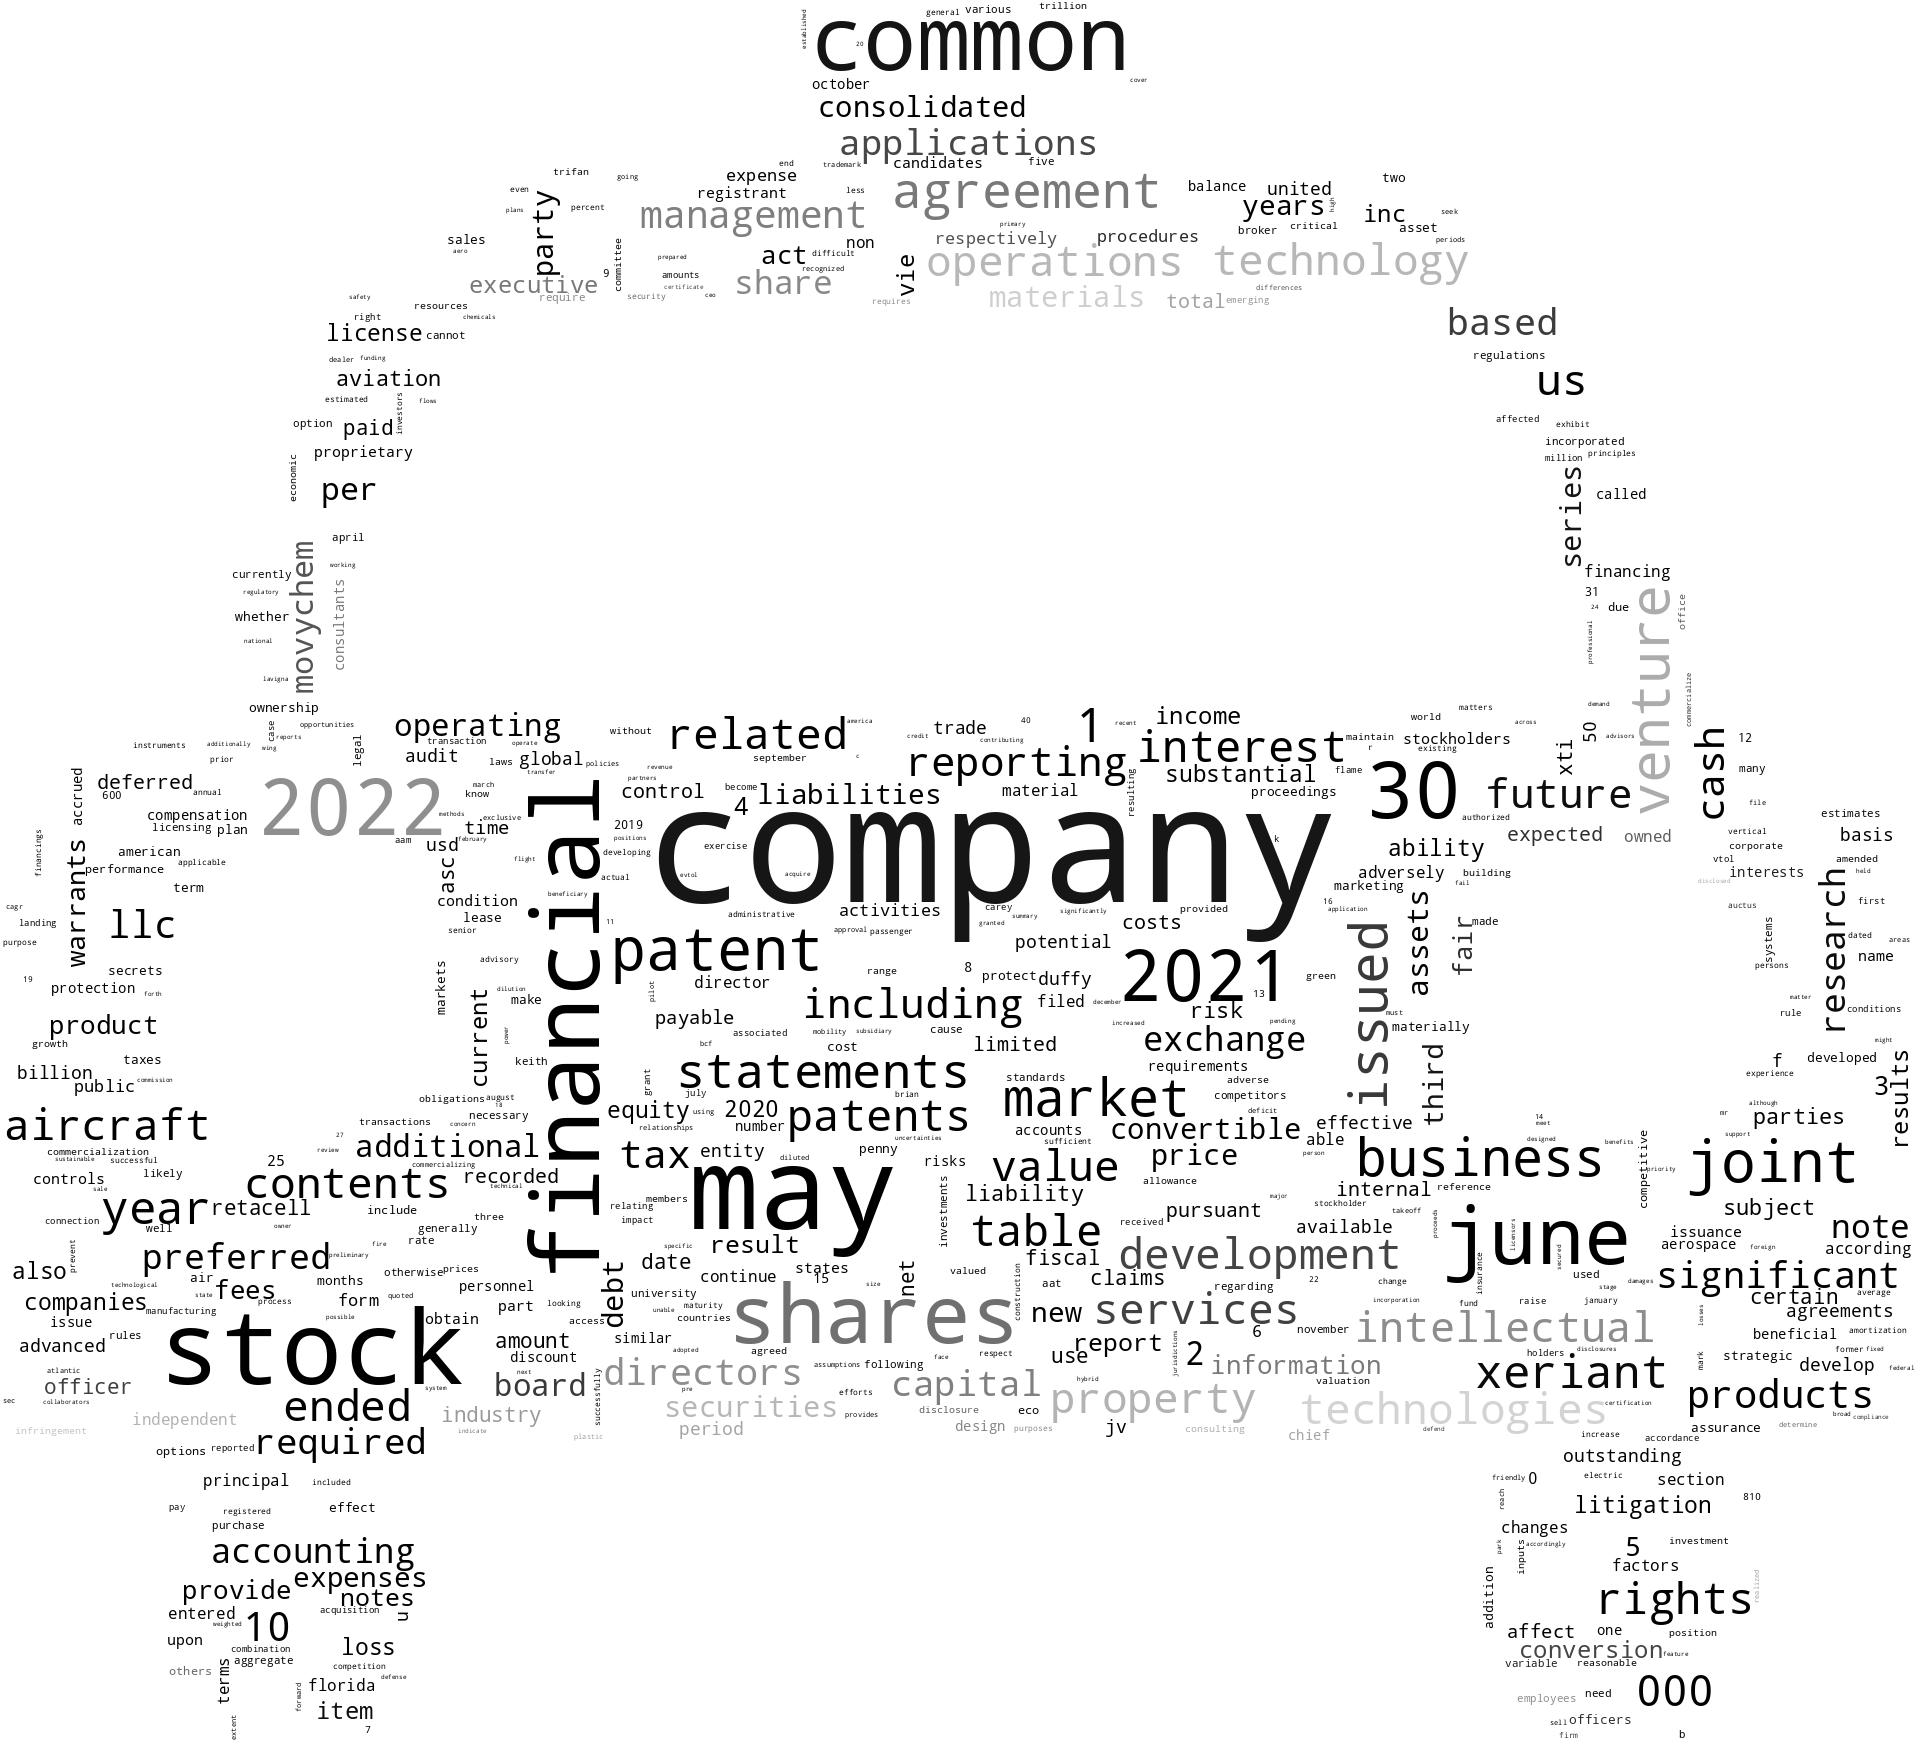 general various trillion
established
common
20
october
cover
consolidated
applications
end trademark candidates five
trifan going expense two
even registrant less agreement balance united
plans percent party management years high inc seek
primary broker critical asset
sales committee act difficult non respectively procedures periods
aero prepared recognized vie operations technology
executive 9 amounts share
require security certificate ceo requires materials total emerging differences
safety resources
right chemicals
license cannot based
dealer funding regulations
aviation us
estimated investors flows
option paid affected exhibit
proprietary incorporated
economic million principles
per series called
april
currently working financing
regulatory movychem consultants 31
whether 24 due venture office
national professional
lavigna commercialize
ownership
case opportunities operating related america 1 income world matters demand
reports without trade 40 recent across
instruments additionally wing legal transaction operate credit contributing interest maintain stockholders 50 advisors cash 12
prior audit laws global policies september c reporting r existing xti
deferred transfer revenue substantial flame many
600 annual march partners control become liabilities material resulting proceedings 30 future
accrued compensation 2022 know 4 company authorized file
licensing plan methods exclusive time 2019 expected owned estimates
financings american aam usd february positions exercise k ability vertical basis
applicable developing corporate
performance casc flight vtol amended
warrants term condition financial actual evtol acquire adversely building interests held
cagr lease beneficiary marketing fail disclosed
landing llc senior 11 administrative activities carey summary significantly provided 16 application assets auctus research first
purpose patent approval passenger granted costs issued fair made
secrets advisory potential systems dated areas
19 protection forth markets dilution director range 8 protect duffy 2021 green persons name
pilot including filed december 13
product current make payable risk matter conditions
growth power associated mobility subsidiary cause increased exchange pending must rule
taxes keith bcf cost limited materially might
billion public commission grant statements standards requirements third f developed
july market adverse experience 3 results
obligations august brian competitors
aircraft 18 necessary equity using 2020 patents accounts deficit effective 14 although
transactions concern relationships number uncertainties sufficient convertible meet mr parties
commercialization 27 additional tax entity diluted penny able designed benefits support
sustainable successful review commercializing risks value price person business competitive priority joint
controls likely 25 contents recorded may liability allowance internal reference
sale technical members major
year retacell include relating investments pursuant stockholder takeoff subject
connection well owner generally three impact table received available proceeds june licensors issuance note
rate result aerospace foreign according
prevent preferred fire preliminary specific fiscal development secured
also air otherwise prices date continue states net valued used significant
technological state months debt 15 size aat claims regarding 22 change insurance stage damages
companies fees process form quoted personnel university construction certain average
manufacturing possible part looking unable maturity shares new services incorporation fund raise january agreements
issue rules stock obtain access countries 6 november intellectual losses
advanced amount similar agreed respect report beneficial amortization
discount adopted face use jurisdictions 2 holders disclosures mark strategic former fixed
atlantic officer system next directors assumptions following hybrid information valuation xeriant develop federal
sec collaborators board successfully pre efforts capital property products
ended securities provides disclosure eco technologies certification
infringement independent industry indicate plastic period design purposes jv consulting chief defend broad compliance
options reported required increase accordance assurance determine
outstanding
principal included friendly 0 electric section
pay registered effect reach litigation 810
purchase changes
accounting park inputs accordingly 5 investment
provide expenses factors
notes addition rights realized
entered acquisition
weighted 10 u
upon combination loss affect one position
aggregate conversion feature
others terms competition variable reasonable
defense
forward florida employees need 000
item
extent 7 sell officers
firm b